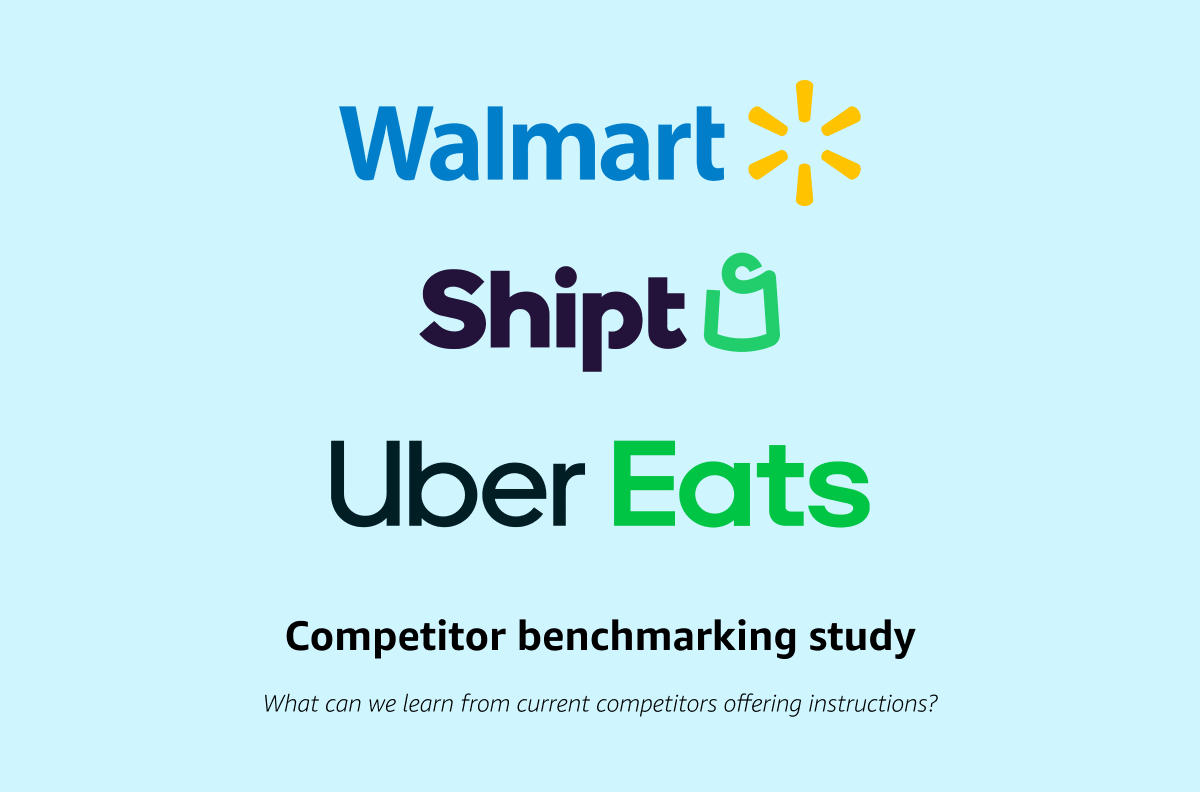 Walmart
Shipt
Uber Eats
Competitor benchmarking study
What can we learn from current competitors offering instructions?